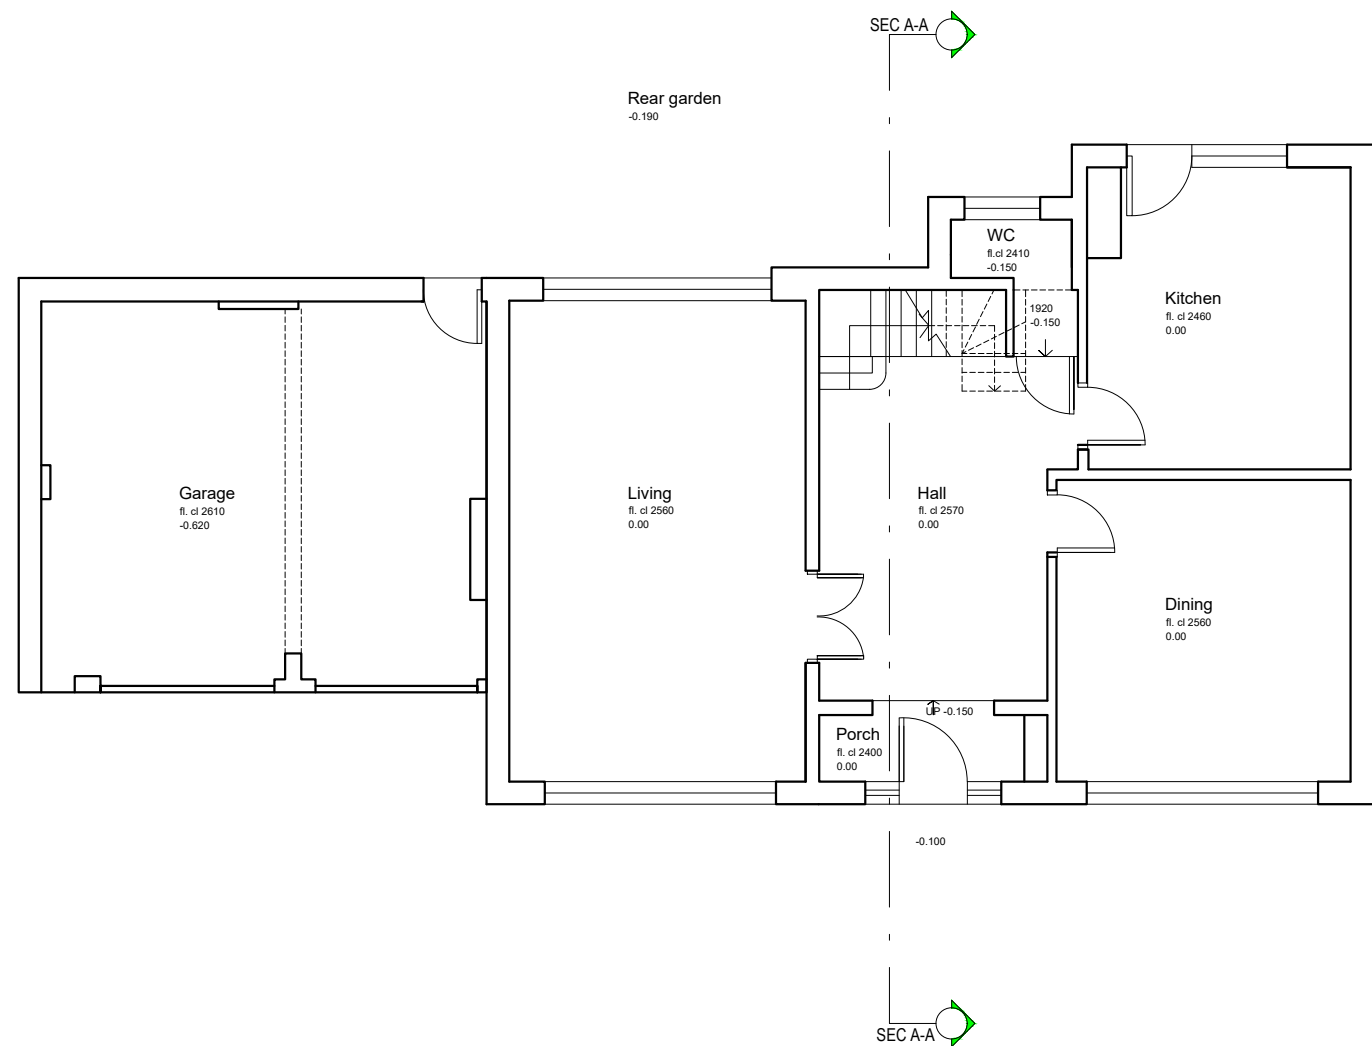 SEC A-A
Rear garden
-0.190
WC
fl.cl 2410
-0.150
Kitchen
fl. cl 2460
0.00
1920
-0.150
Garage
fl. cl 2610
-0.620
Living
fl. cl 2560
0.00
Hall
fl. cl 2570
0.00
Dining
fl. cl 2560
0.00
UP -0.150
Porch
fl. cl 2400
0.00
-0.100
SEC A-A